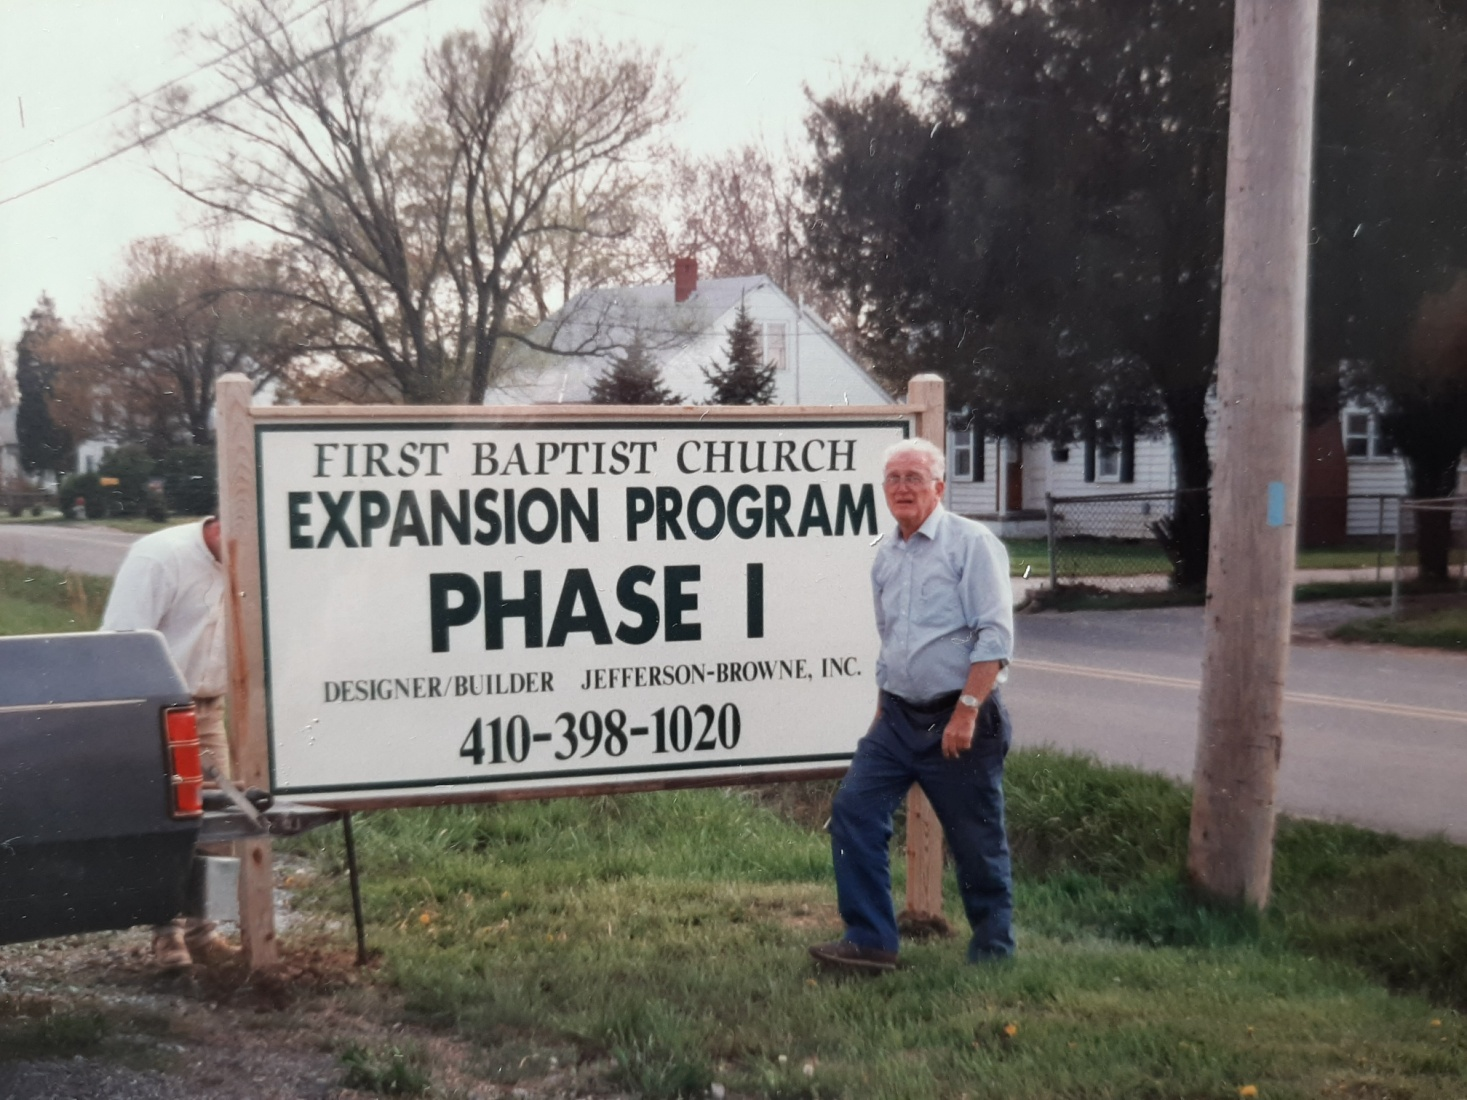 FIRST BAPTIST CHURCH
EXPANSION PROGRAM
PHASE I
DESIGNER/BUILDER JEFFERSON-BROWNE, INC.
410-398-1020